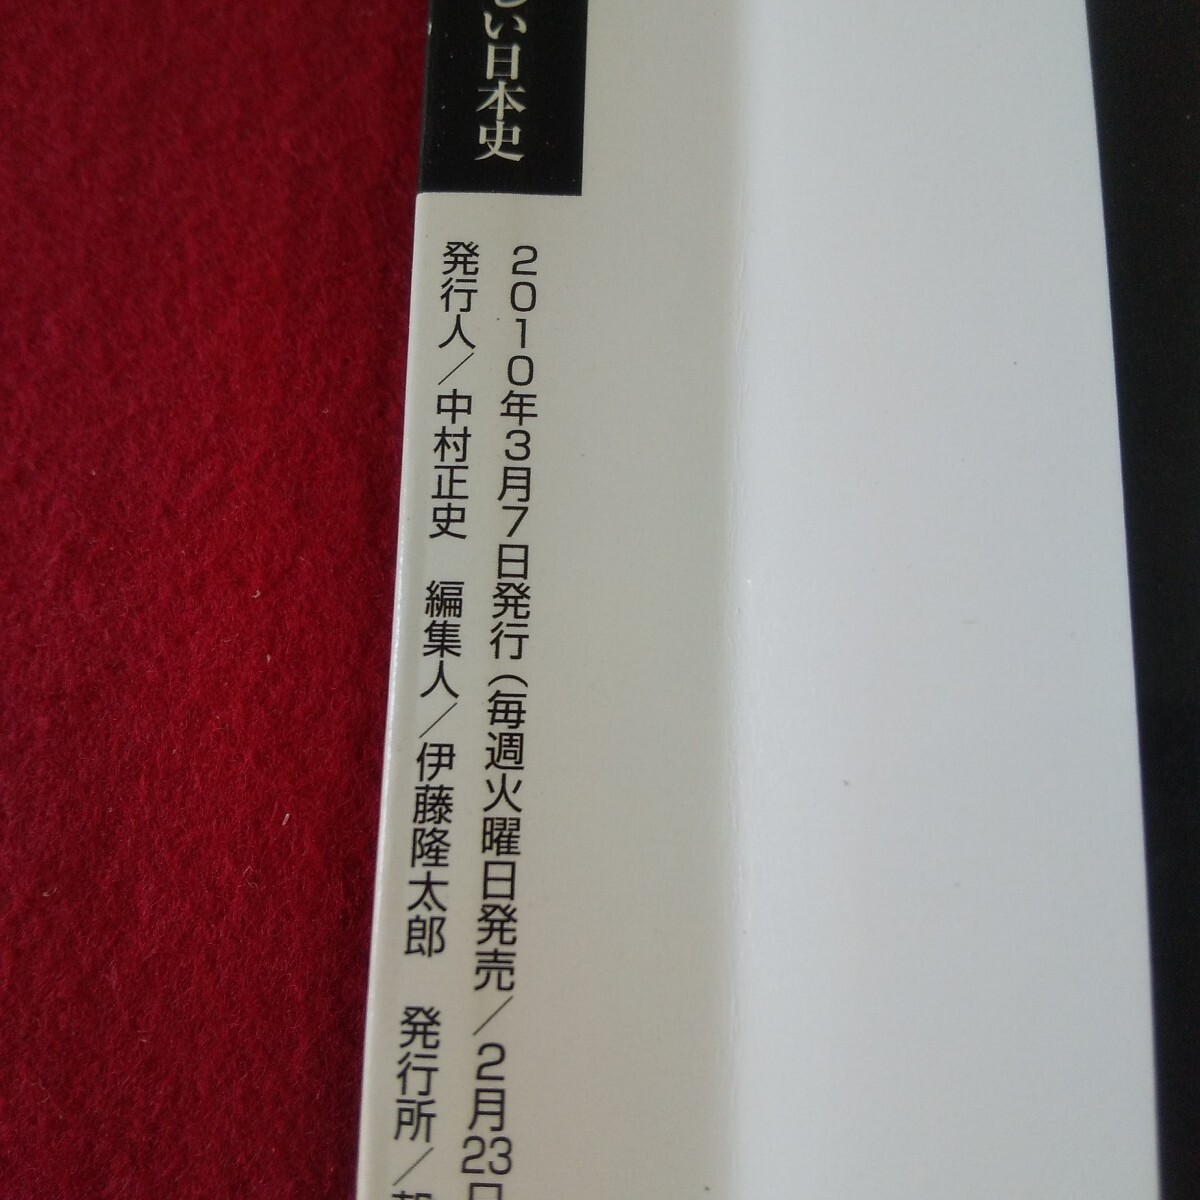 しい日本史
2010年3月7日発行(毎週火曜日発売/2月23日
発行人/中村正史 編集人/伊藤隆太郎 発行所/